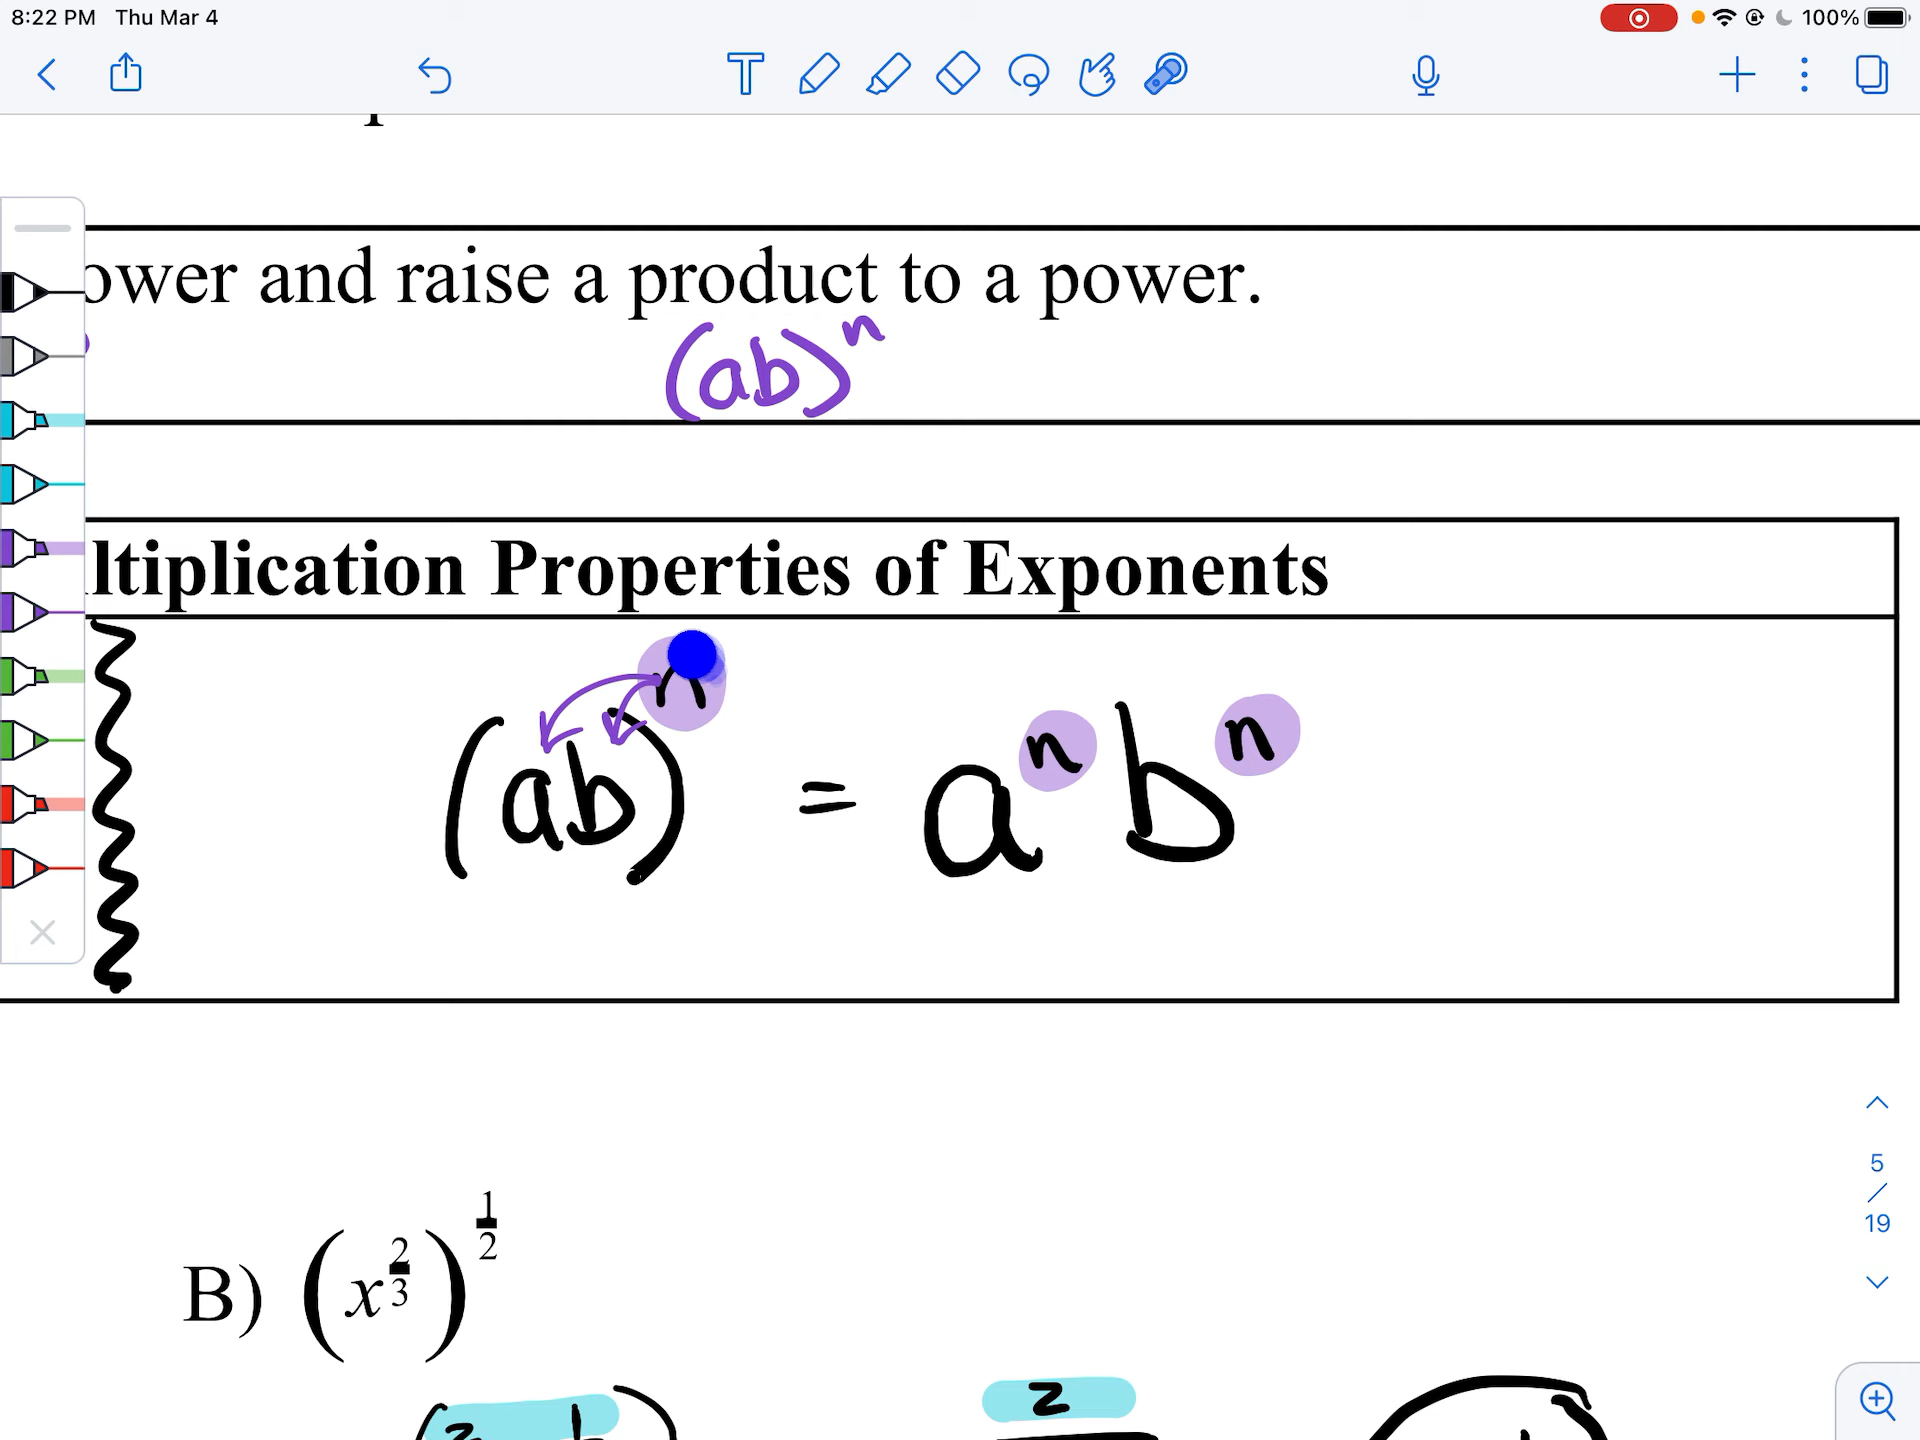 8:22 PM Thu Mar 4 100%
T
ower and raise a product to a power.
(ab)^n
ltiplication Properties of Exponents
(ab)^n = a^n b^n
B) (x^(2/3))^(1/2)
5
/
19
2